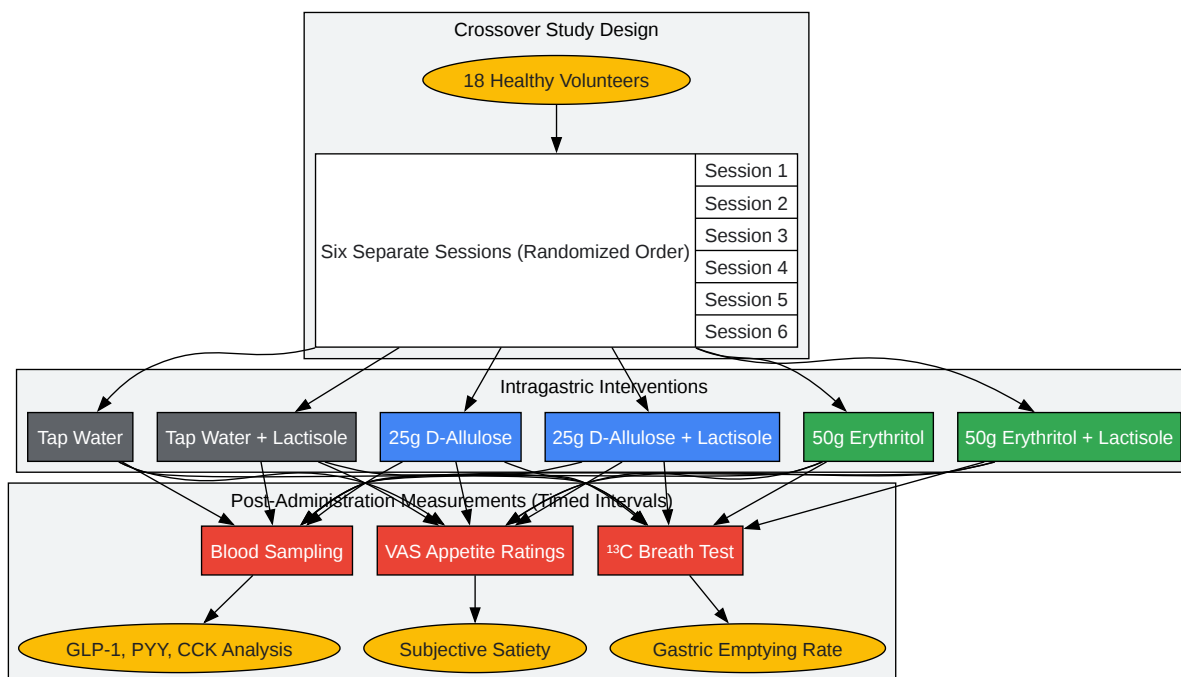 Crossover Study Design
18 Healthy Volunteers
Six Separate Sessions (Randomized Order)
Session 1
Session 2
Session 3
Session 4
Session 5
Session 6
Intragastric Interventions
Tap Water
Tap Water + Lactisole
25g D-Allulose
25g D-Allulose + Lactisole
50g Erythritol
50g Erythritol + Lactisole
Post-Administration Measurements (Timed Intervals)
Blood Sampling
VAS Appetite Ratings
¹³C Breath Test
GLP-1, PYY, CCK Analysis
Subjective Satiety
Gastric Emptying Rate